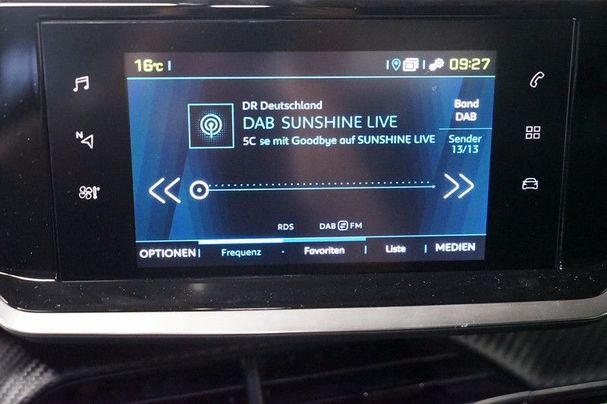 16°C
09:27
DR Deutschland
DAB SUNSHINE LIVE
5C se mit Goodbye auf SUNSHINE LIVE
Band
DAB
Sender
13/13
N
RDS
DAB FM
OPTIONEN
Frequenz
Favoriten
Liste
MEDIEN